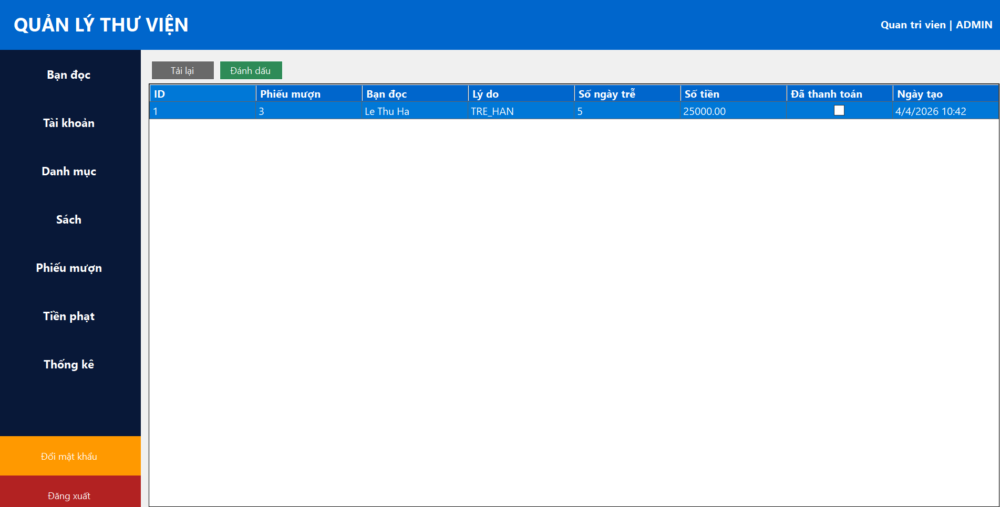 QUẢN LÝ THƯ VIỆN
Quan tri vien | ADMIN
Bạn đọc
Tài khoản
Danh mục
Sách
Phiếu mượn
Tiền phạt
Thống kê
Đổi mật khẩu
Đăng xuất
Tải lại Đánh dấu
ID Phiếu mượn Bạn đọc Lý do Số ngày trễ Số tiền Đã thanh toán Ngày tạo
1 3 Le Thu Ha TRE_HAN 5 25000.00 4/4/2026 10:42